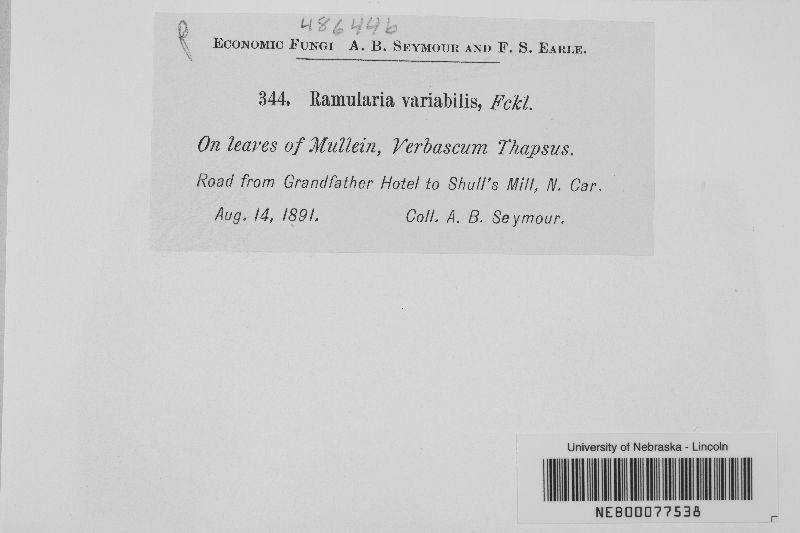 486446
R
ECONOMIC FUNGI A. B. SEYMOUR AND F. S. EARLE.
344. Ramularia variabilis, Fckl.
On leaves of Mullein, Verbascum Thapsus.
Road from Grandfather Hotel to Shull's Mill, N. Car.
Aug. 14, 1891. Coll. A. B. Seymour.
University of Nebraska - Lincoln
NEB00077538